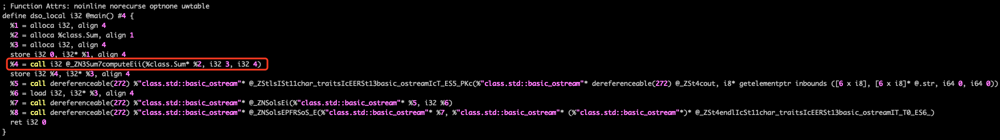 ; Function Attrs: noinline norecurse optnone uwtable
define dso_local i32 @main() #4 {
  %1 = alloca i32, align 4
  %2 = alloca %class.Sum, align 1
  %3 = alloca i32, align 4
  store i32 0, i32* %1, align 4
  %4 = call i32 @_ZN3Sum7computeEii(%class.Sum* %2, i32 3, i32 4)
  store i32 %4, i32* %3, align 4
  %5 = call dereferenceable(272) %"class.std::basic_ostream"* @_ZStlsISt11char_traitsIcEERSt13basic_ostreamIcT_ES5_PKc(%"class.std::basic_ostream"* dereferenceable(272) @_ZSt4cout, i8* getelementptr inbounds ([6 x i8], [6 x i8]* @.str, i64 0, i64 0))
  %6 = load i32, i32* %3, align 4
  %7 = call dereferenceable(272) %"class.std::basic_ostream"* @_ZNSolsEi(%"class.std::basic_ostream"* %5, i32 %6)
  %8 = call dereferenceable(272) %"class.std::basic_ostream"* @_ZNSolsEPFRSoS_E(%"class.std::basic_ostream"* %7, %"class.std::basic_ostream"* (%"class.std::basic_ostream"*)* @_ZSt4endlIcSt11char_traitsIcEERSt13basic_ostreamIT_T0_ES6_)
  ret i32 0
}